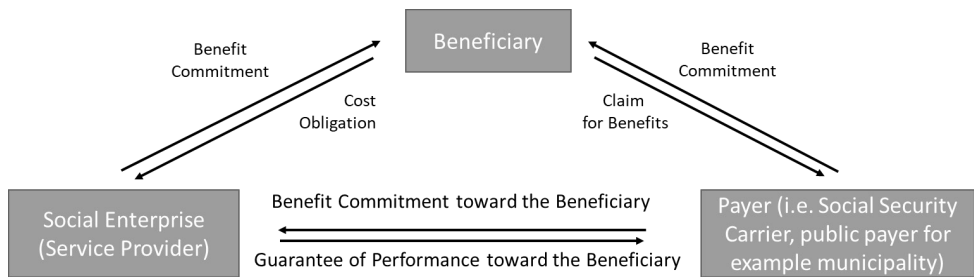 Beneficiary
Benefit
Commitment
Benefit
Commitment
Cost
Obligation
Claim
for Benefits
Social Enterprise
(Service Provider)
Benefit Commitment toward the Beneficiary
Guarantee of Performance toward the Beneficiary
Payer (i.e. Social Security
Carrier, public payer for
example municipality)